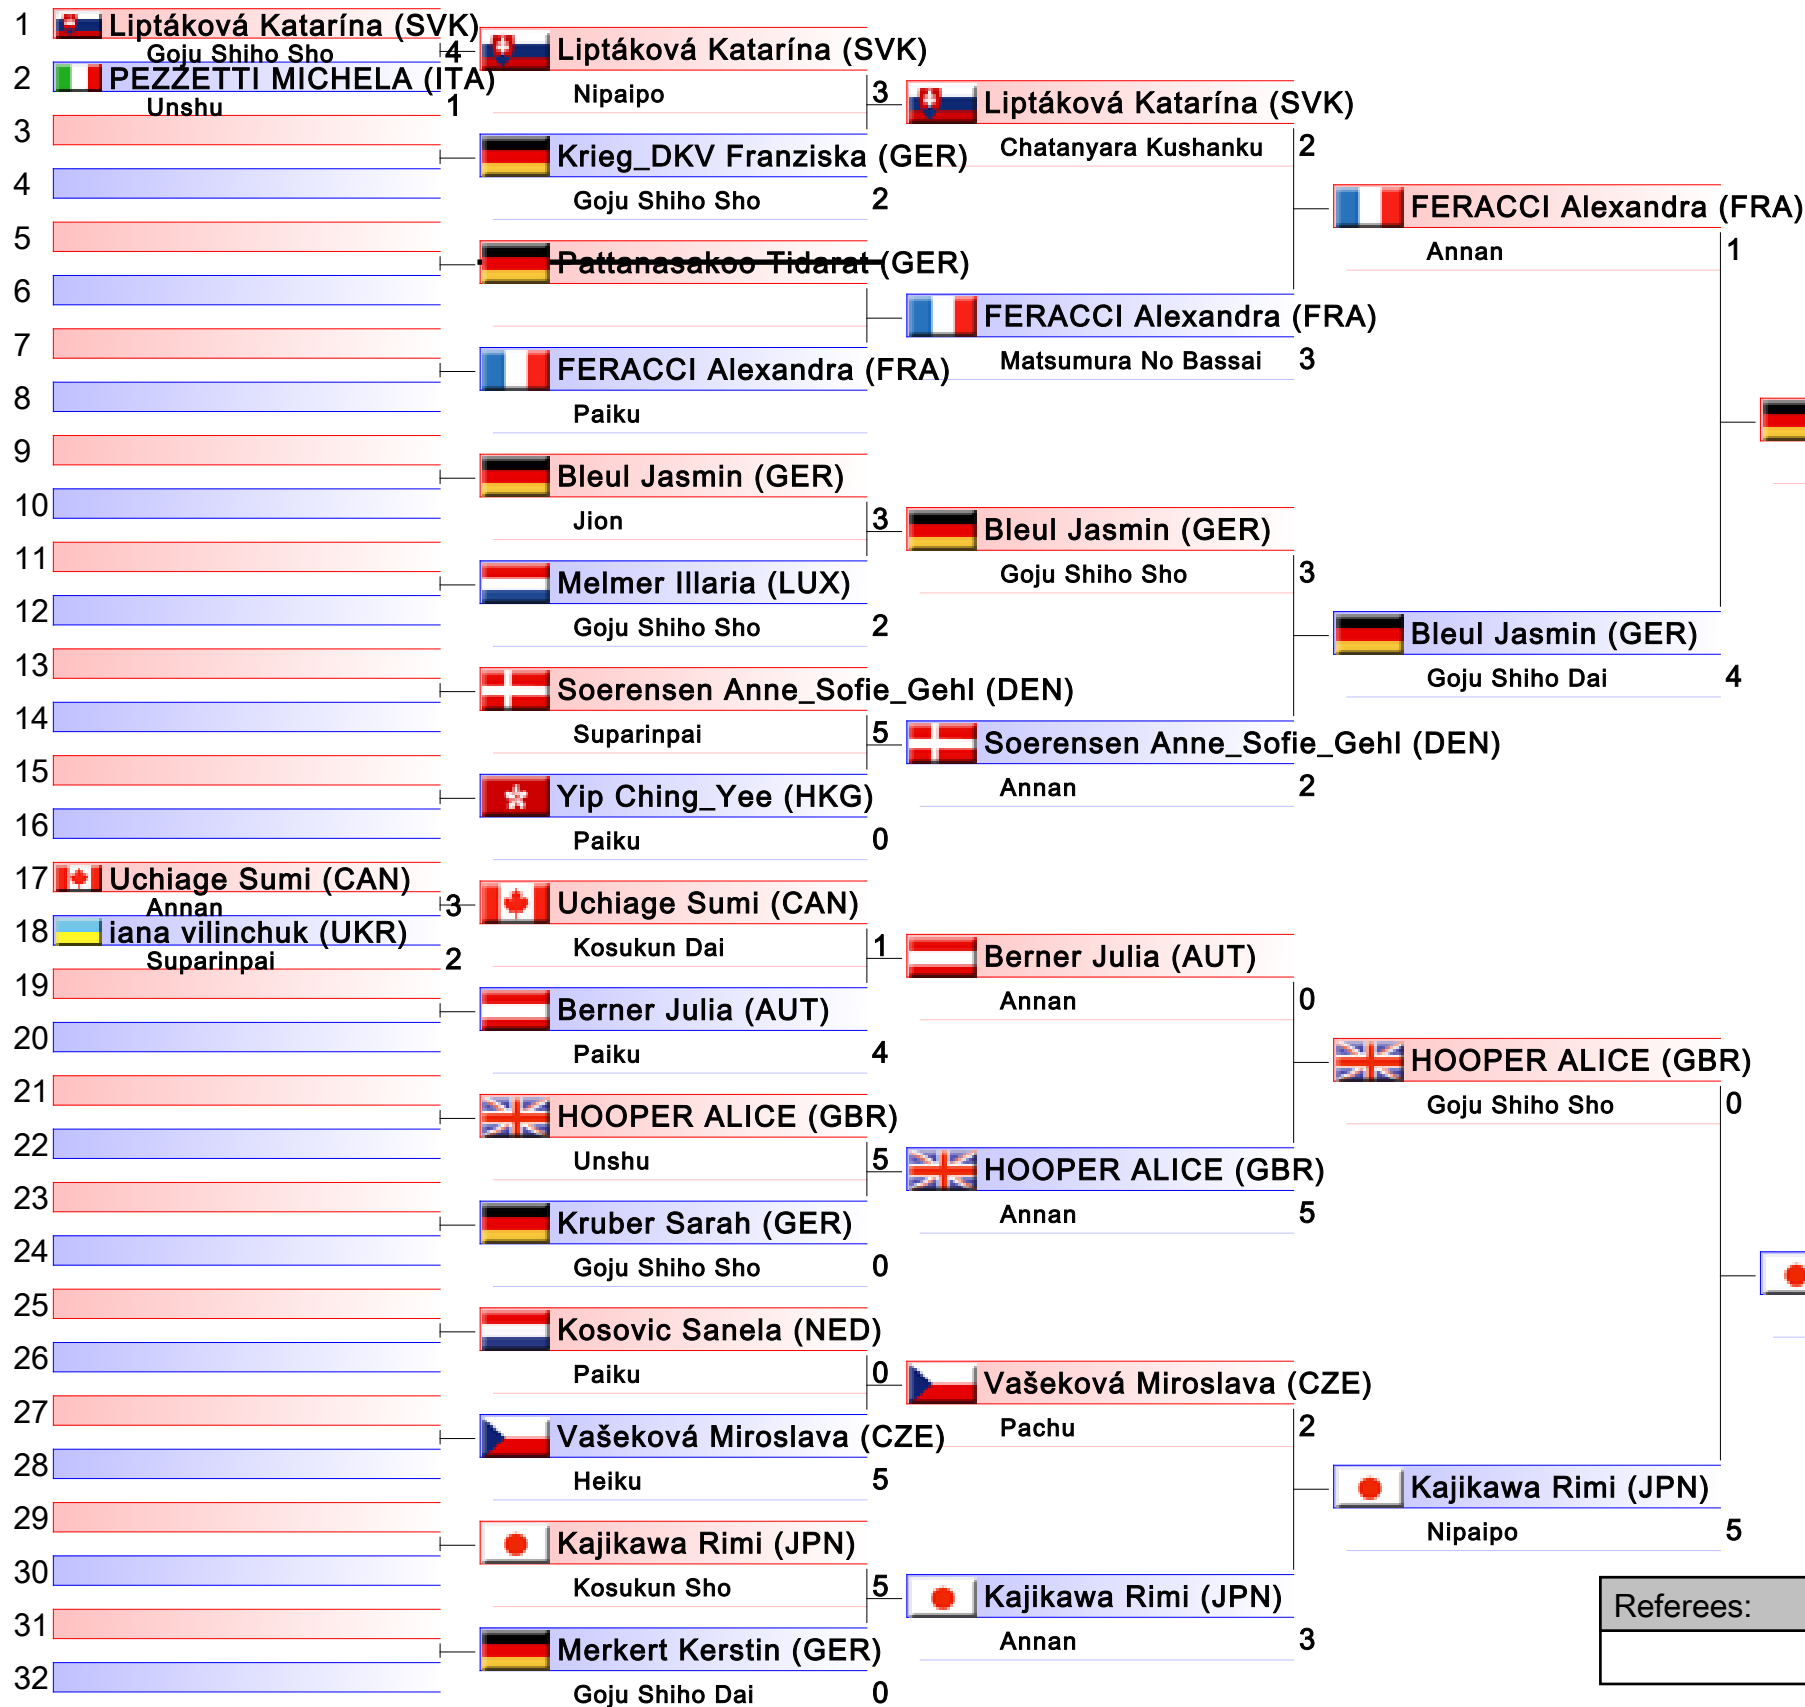 1
Liptáková Katarína (SVK)
Goju Shiho Sho
4
2
PEZZETTI MICHELA (ITA)
Unshu
1
3
4
5
6
7
8
9
10
11
12
13
14
15
16
17
Uchiage Sumi (CAN)
Annan
3
18
iana vilinchuk (UKR)
Suparinpai
2
19
20
21
22
23
24
25
26
27
28
29
30
31
32
Liptáková Katarína (SVK)
Nipaipo
3
Krieg_DKV Franziska (GER)
Goju Shiho Sho
2
Pattanasakoo Tidarat (GER)
FERACCI Alexandra (FRA)
Paiku
Bleul Jasmin (GER)
Jion
3
Melmer Illaria (LUX)
Goju Shiho Sho
2
Soerensen Anne_Sofie_Gehl (DEN)
Suparinpai
5
Yip Ching_Yee (HKG)
Paiku
0
Uchiage Sumi (CAN)
Kosukun Dai
1
Berner Julia (AUT)
Paiku
4
HOOPER ALICE (GBR)
Unshu
5
Kruber Sarah (GER)
Goju Shiho Sho
0
Kosovic Sanela (NED)
Paiku
0
Vašeková Miroslava (CZE)
Heiku
5
Kajikawa Rimi (JPN)
Kosukun Sho
5
Merkert Kerstin (GER)
Goju Shiho Dai
0
Liptáková Katarína (SVK)
Chatanyara Kushanku
2
FERACCI Alexandra (FRA)
Matsumura No Bassai
3
Bleul Jasmin (GER)
Goju Shiho Sho
3
Soerensen Anne_Sofie_Gehl (DEN)
Annan
2
Berner Julia (AUT)
Annan
0
HOOPER ALICE (GBR)
Annan
5
Vašeková Miroslava (CZE)
Pachu
2
Kajikawa Rimi (JPN)
Annan
3
FERACCI Alexandra (FRA)
Annan
1
Bleul Jasmin (GER)
Goju Shiho Dai
4
HOOPER ALICE (GBR)
Goju Shiho Sho
0
Kajikawa Rimi (JPN)
Nipaipo
5
Referees: